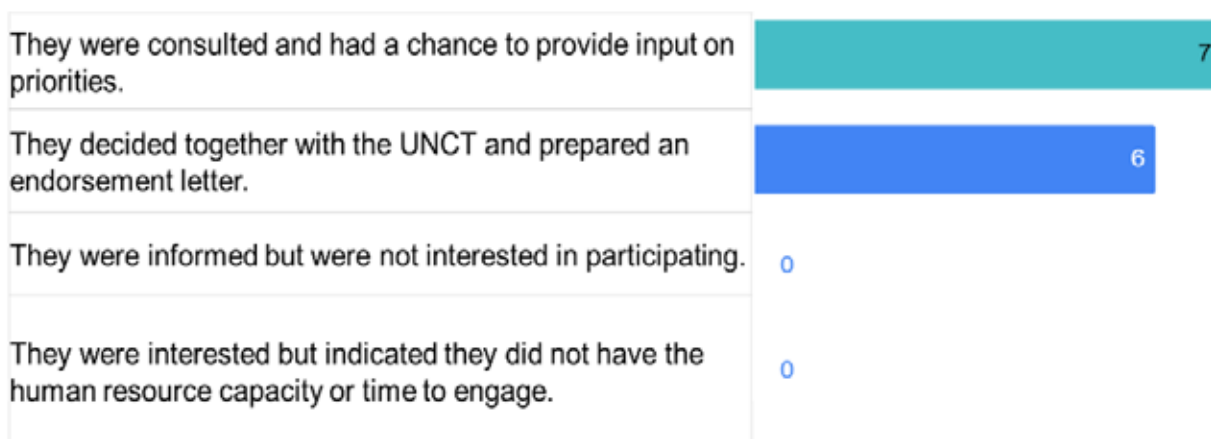 They were consulted and had a chance to provide input on
priorities.
7
They decided together with the UNCT and prepared an
endorsement letter.
6
They were informed but were not interested in participating.
0
They were interested but indicated they did not have the
human resource capacity or time to engage.
0